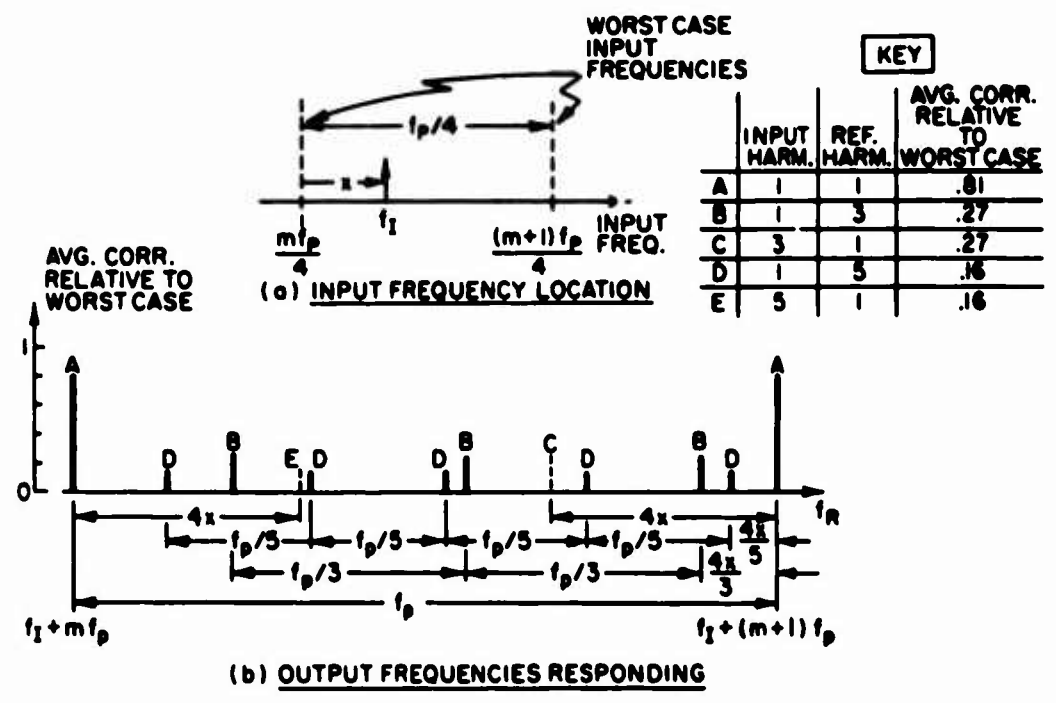 WORST CASE
INPUT
FREQUENCIES
f_p/4
x
f_I
mf_p
4
(m+1) f_p
4
INPUT
FREQ.
(a) INPUT FREQUENCY LOCATION
KEY
INPUT HARM. REF. HARM. AVG. CORR. RELATIVE TO WORST CASE
A 1 1 .81
B 1 3 .27
C 3 1 .27
D 1 5 .16
E 5 1 .16
AVG. CORR.
RELATIVE TO
WORST CASE
1
0
A D B E D D B C D B D A
f_R
4x 4x
f_p/5 f_p/5 f_p/5 f_p/5 4x/5
f_p/3 f_p/3 4x/3
f_p
f_I + m f_p f_I + (m+1) f_p
(b) OUTPUT FREQUENCIES RESPONDING